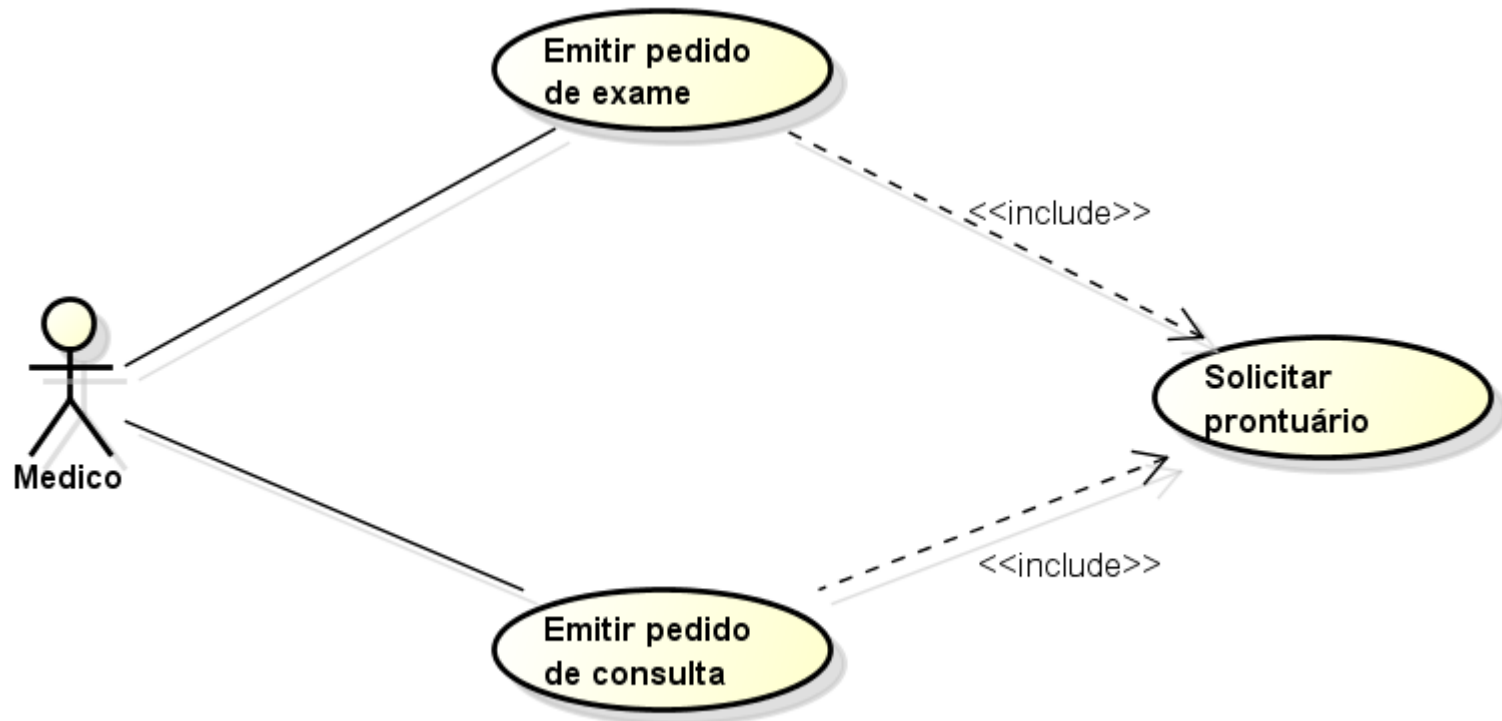 Emitir pedido
de exame
<<include>>
Solicitar
prontuário
Medico
<<include>>
Emitir pedido
de consulta